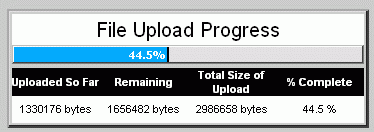 File Upload Progress
44.5%
Uploaded So Far Remaining Total Size of Upload % Complete
1330176 bytes 1656482 bytes 2986658 bytes 44.5 %